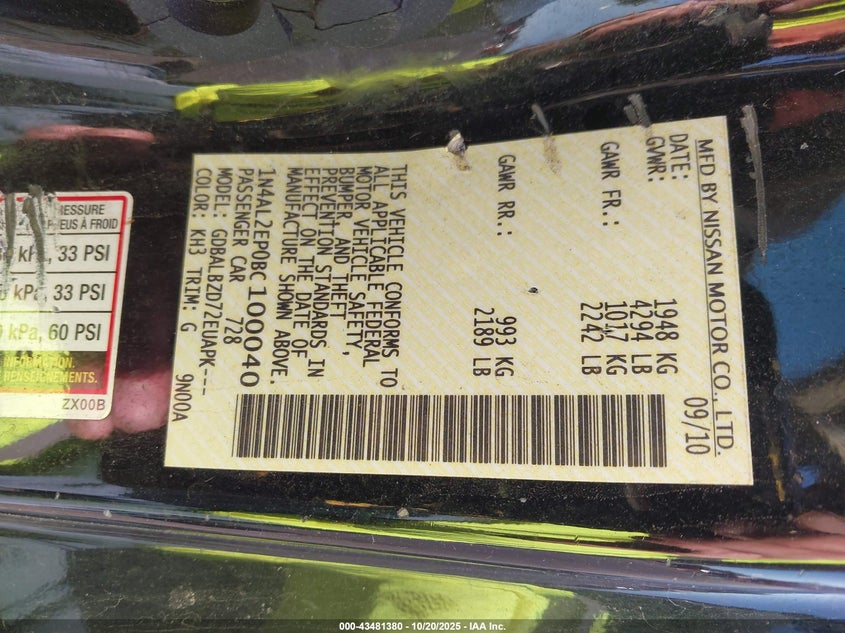 MFD BY NISSAN MOTOR CO., LTD.
DATE: 09/10
GVWR: 1948 KG
4294 LB
GAWR FR.: 1017 KG
2242 LB
GAWR RR.: 993 KG
2189 LB
THIS VEHICLE CONFORMS TO
ALL APPLICABLE FEDERAL
MOTOR VEHICLE SAFETY,
BUMPER, AND THEFT
PREVENTION STANDARDS IN
EFFECT ON THE DATE OF
MANUFACTURE SHOWN ABOVE.
1N4AL2EP0BC100040
PASSENGER CAR 728
MODEL: GDBALBZD72EUAPK---
COLOR: KH3 TRIM: G 9N00A
À FROID
kPa, 33 PSI
kPa, 33 PSI
kPa, 60 PSI
INFORMATION.
RENSEIGNEMENTS.
ZX00B
000-43481380 - 10/20/2025 - IAA Inc.